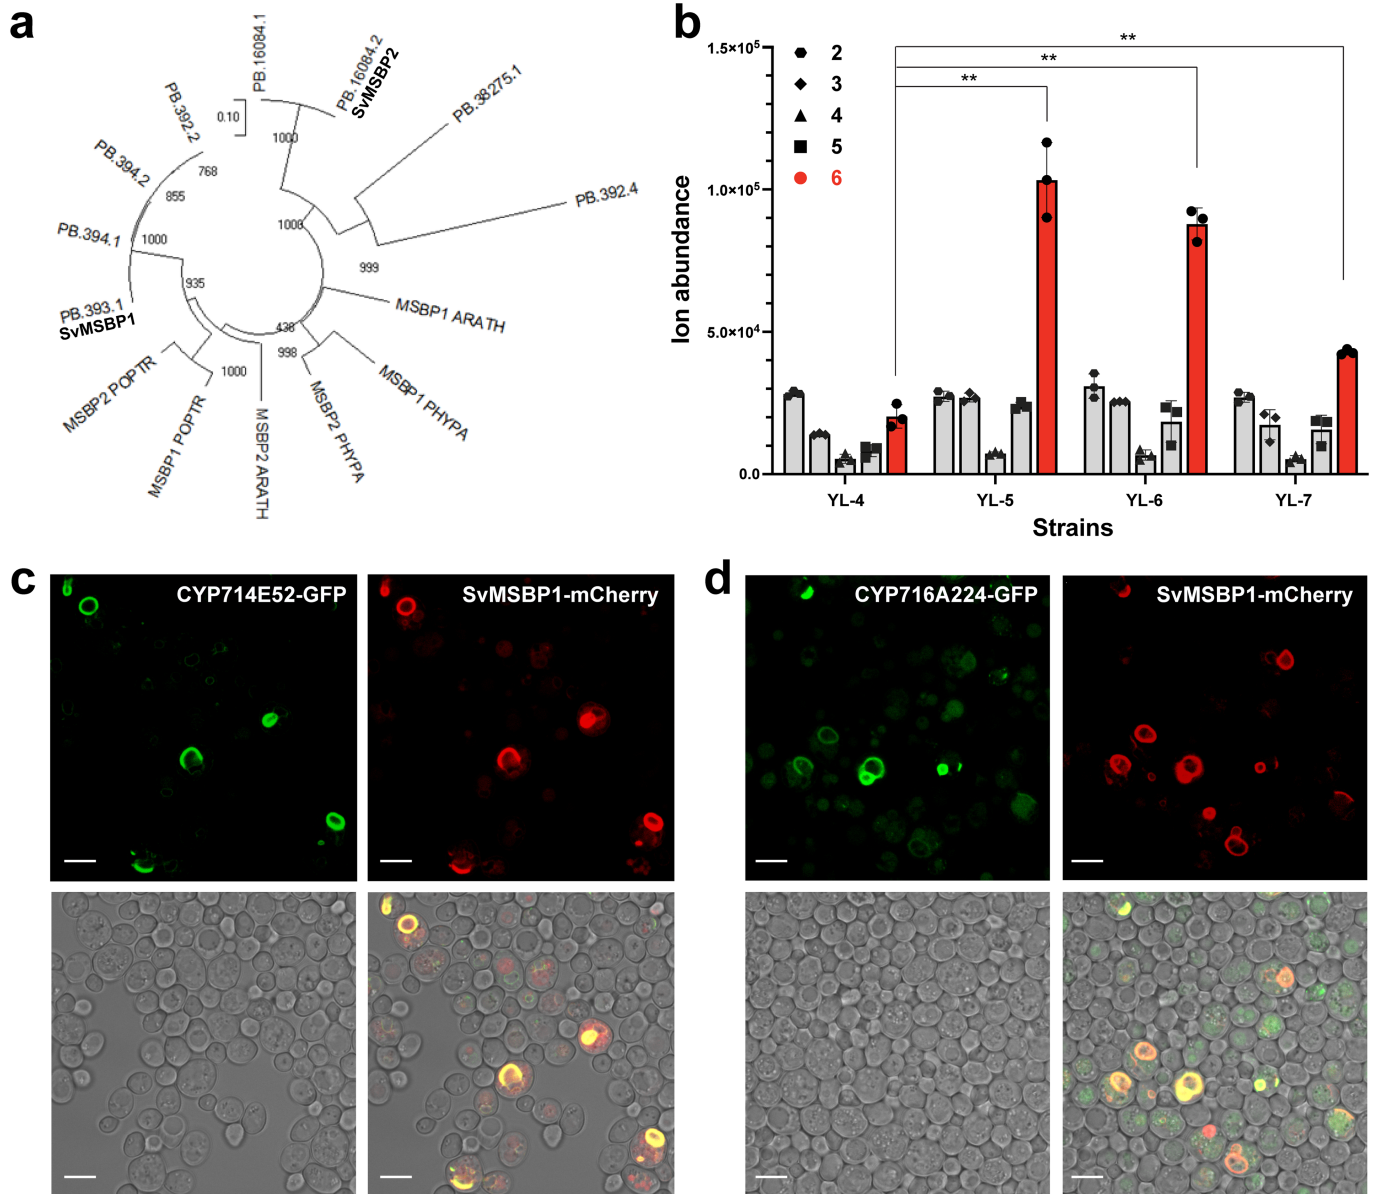 a
PB.16084.1
PB.16084.2
SvMSBP2
PB.38275.1
PB.392.4
MSBP1 ARATH
MSBP1 PHYPA
MSBP2 PHYPA
MSBP2 ARATH
MSBP1 POPTR
MSBP2 POPTR
PB.393.1
SvMSBP1
PB.394.1
PB.394.2
PB.392.2
0.10
1000
768
855
1000
1000
999
935
438
998
1000
b
1.5×10⁵
1.0×10⁵
5.0×10⁴
0.0
Ion abundance
2
3
4
5
6
**
**
**
YL-4 YL-5 YL-6 YL-7
Strains
c
CYP714E52-GFP
SvMSBP1-mCherry
d
CYP716A224-GFP
SvMSBP1-mCherry